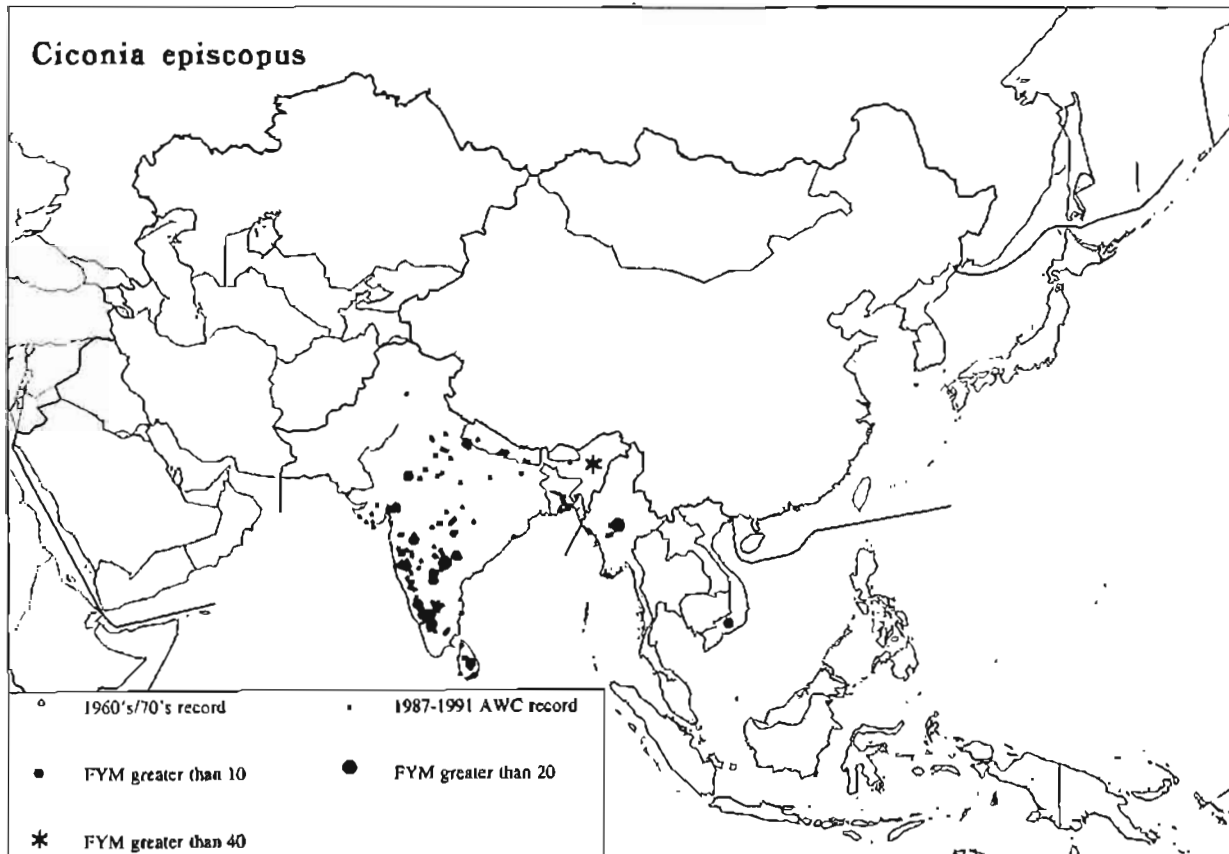 Ciconia episcopus
1960's/70's record
1987-1991 AWC record
FYM greater than 10
FYM greater than 20
FYM greater than 40